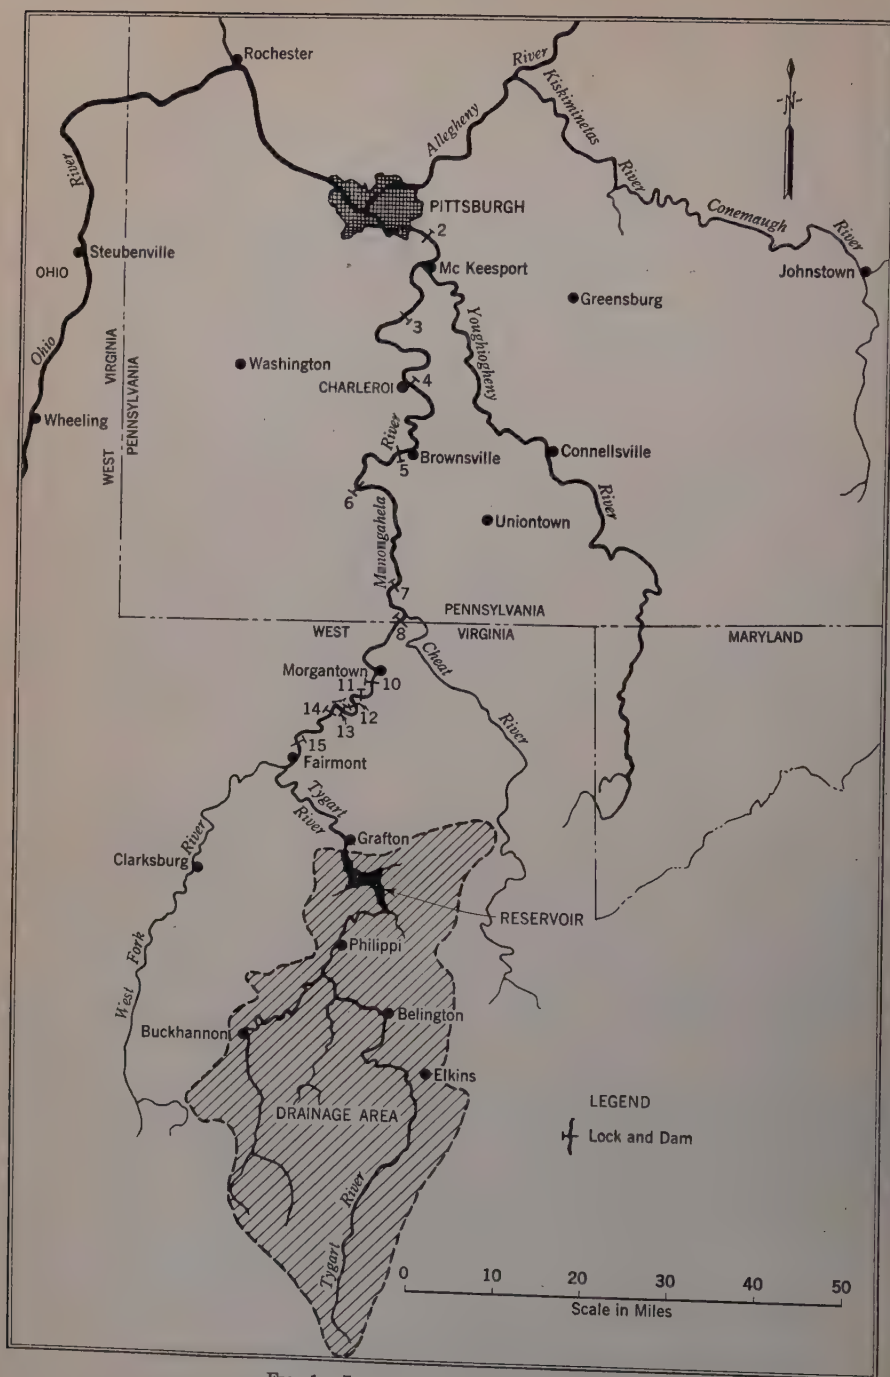 Rochester
Allegheny River
Kiskiminetas River
N
River
PITTSBURGH
Conemaugh River
2
Steubenville
OHIO
Mc Keesport
Johnstown
Greensburg
3
Youghiogheny
Ohio
WEST VIRGINIA
PENNSYLVANIA
Washington
CHARLEROI
4
Wheeling
River
5
Brownsville
Connellsville
6
River
Uniontown
Monongahela
7
PENNSYLVANIA
WEST VIRGINIA
8
MARYLAND
Cheat River
Morgantown
11
10
14
12
13
15
Fairmont
Tygart River
River
Grafton
Clarksburg
RESERVOIR
Philippi
West Fork
Belington
Buckhannon
Elkins
LEGEND
DRAINAGE AREA
Lock and Dam
Tygart River
0 10 20 30 40 50
Scale in Miles